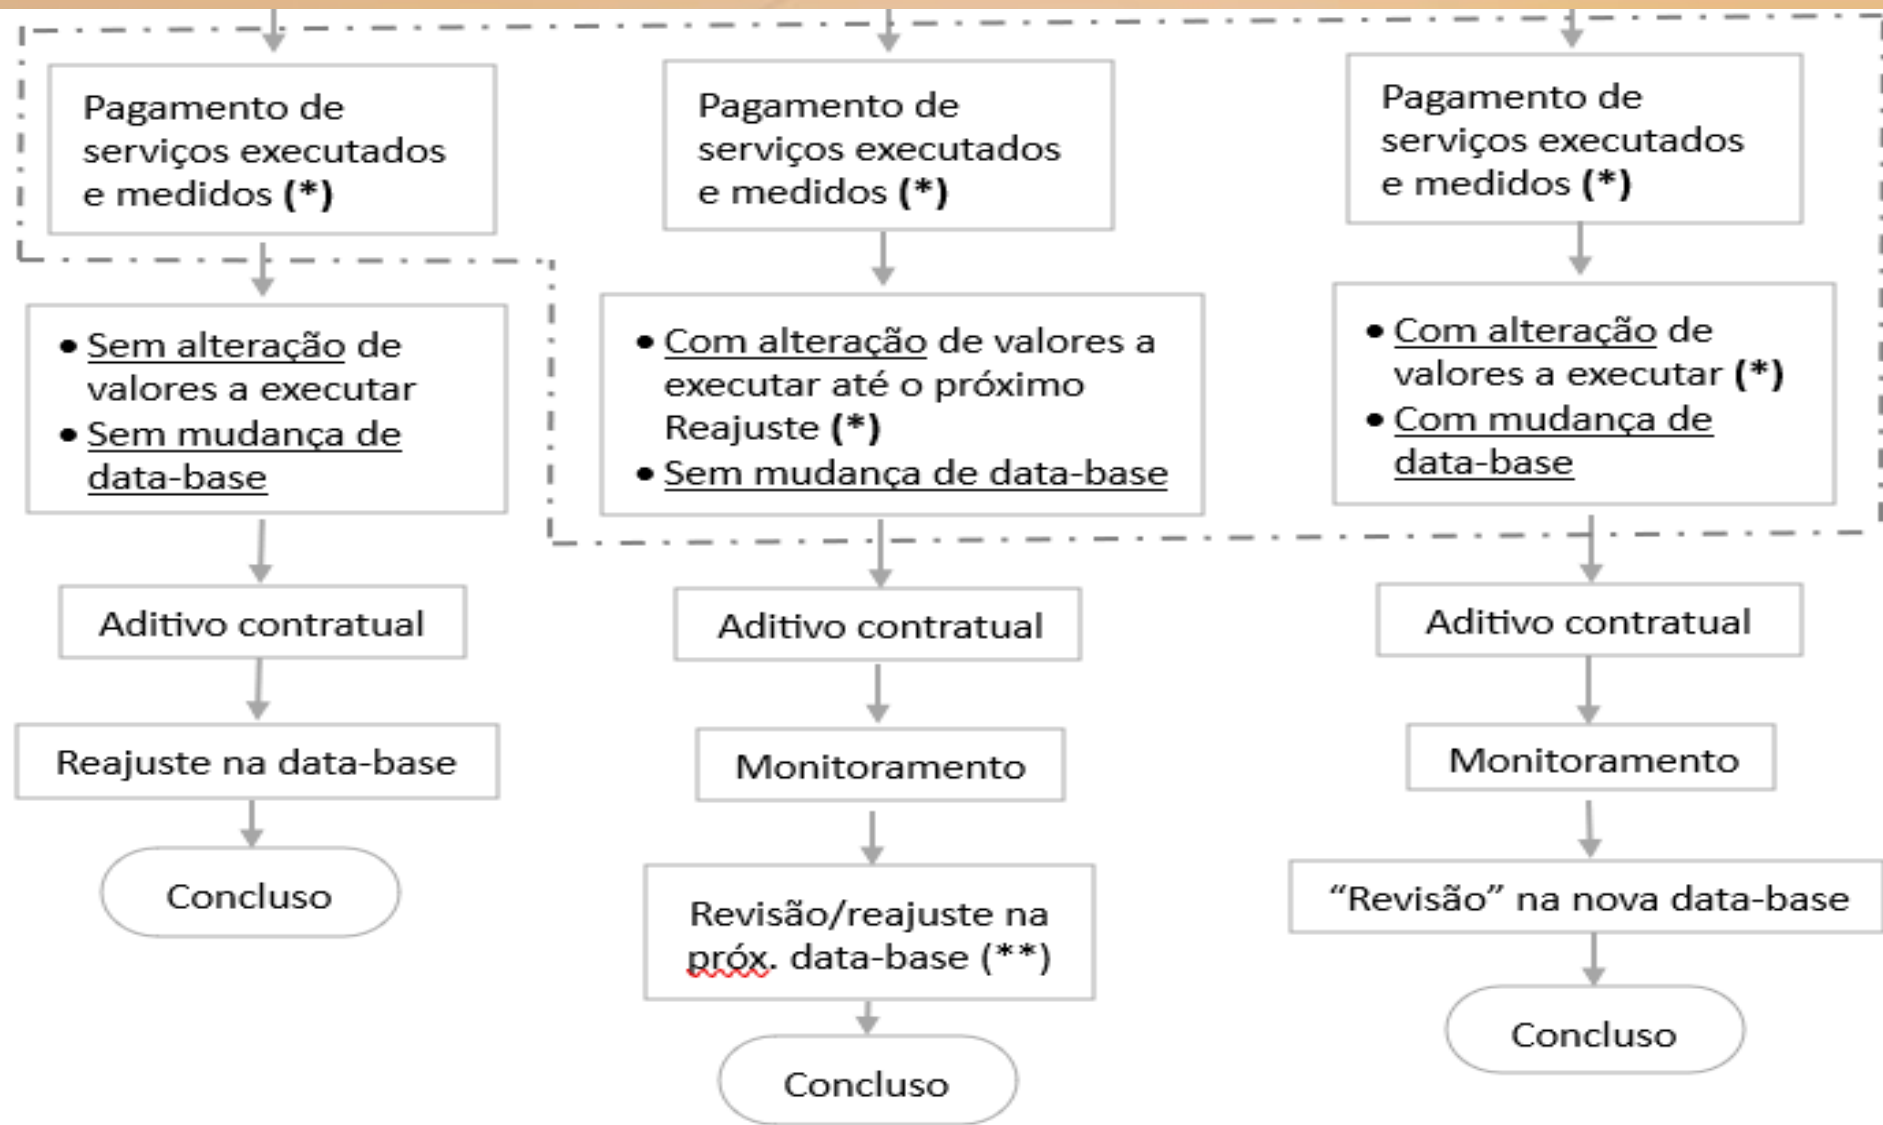 Pagamento de
serviços executados
e medidos (*)
• Sem alteração de
valores a executar
• Sem mudança de
data-base
Aditivo contratual
Reajuste na data-base
Concluso
Pagamento de
serviços executados
e medidos (*)
• Com alteração de valores a
executar até o próximo
Reajuste (*)
• Sem mudança de data-base
Aditivo contratual
Monitoramento
Revisão/reajuste na
próx. data-base (**)
Concluso
Pagamento de
serviços executados
e medidos (*)
• Com alteração de
valores a executar (*)
• Com mudança de
data-base
Aditivo contratual
Monitoramento
“Revisão” na nova data-base
Concluso